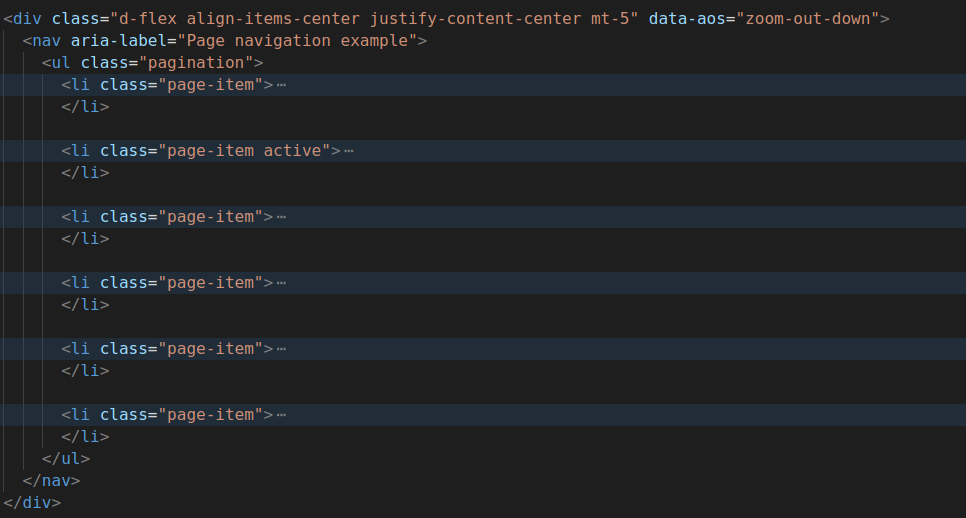 <div class="d-flex align-items-center justify-content-center mt-5" data-aos="zoom-out-down">
<nav aria-label="Page navigation example">
<ul class="pagination">
<li class="page-item">⋯
</li>
<li class="page-item active">⋯
</li>
<li class="page-item">⋯
</li>
<li class="page-item">⋯
</li>
<li class="page-item">⋯
</li>
<li class="page-item">⋯
</li>
</ul>
</nav>
</div>